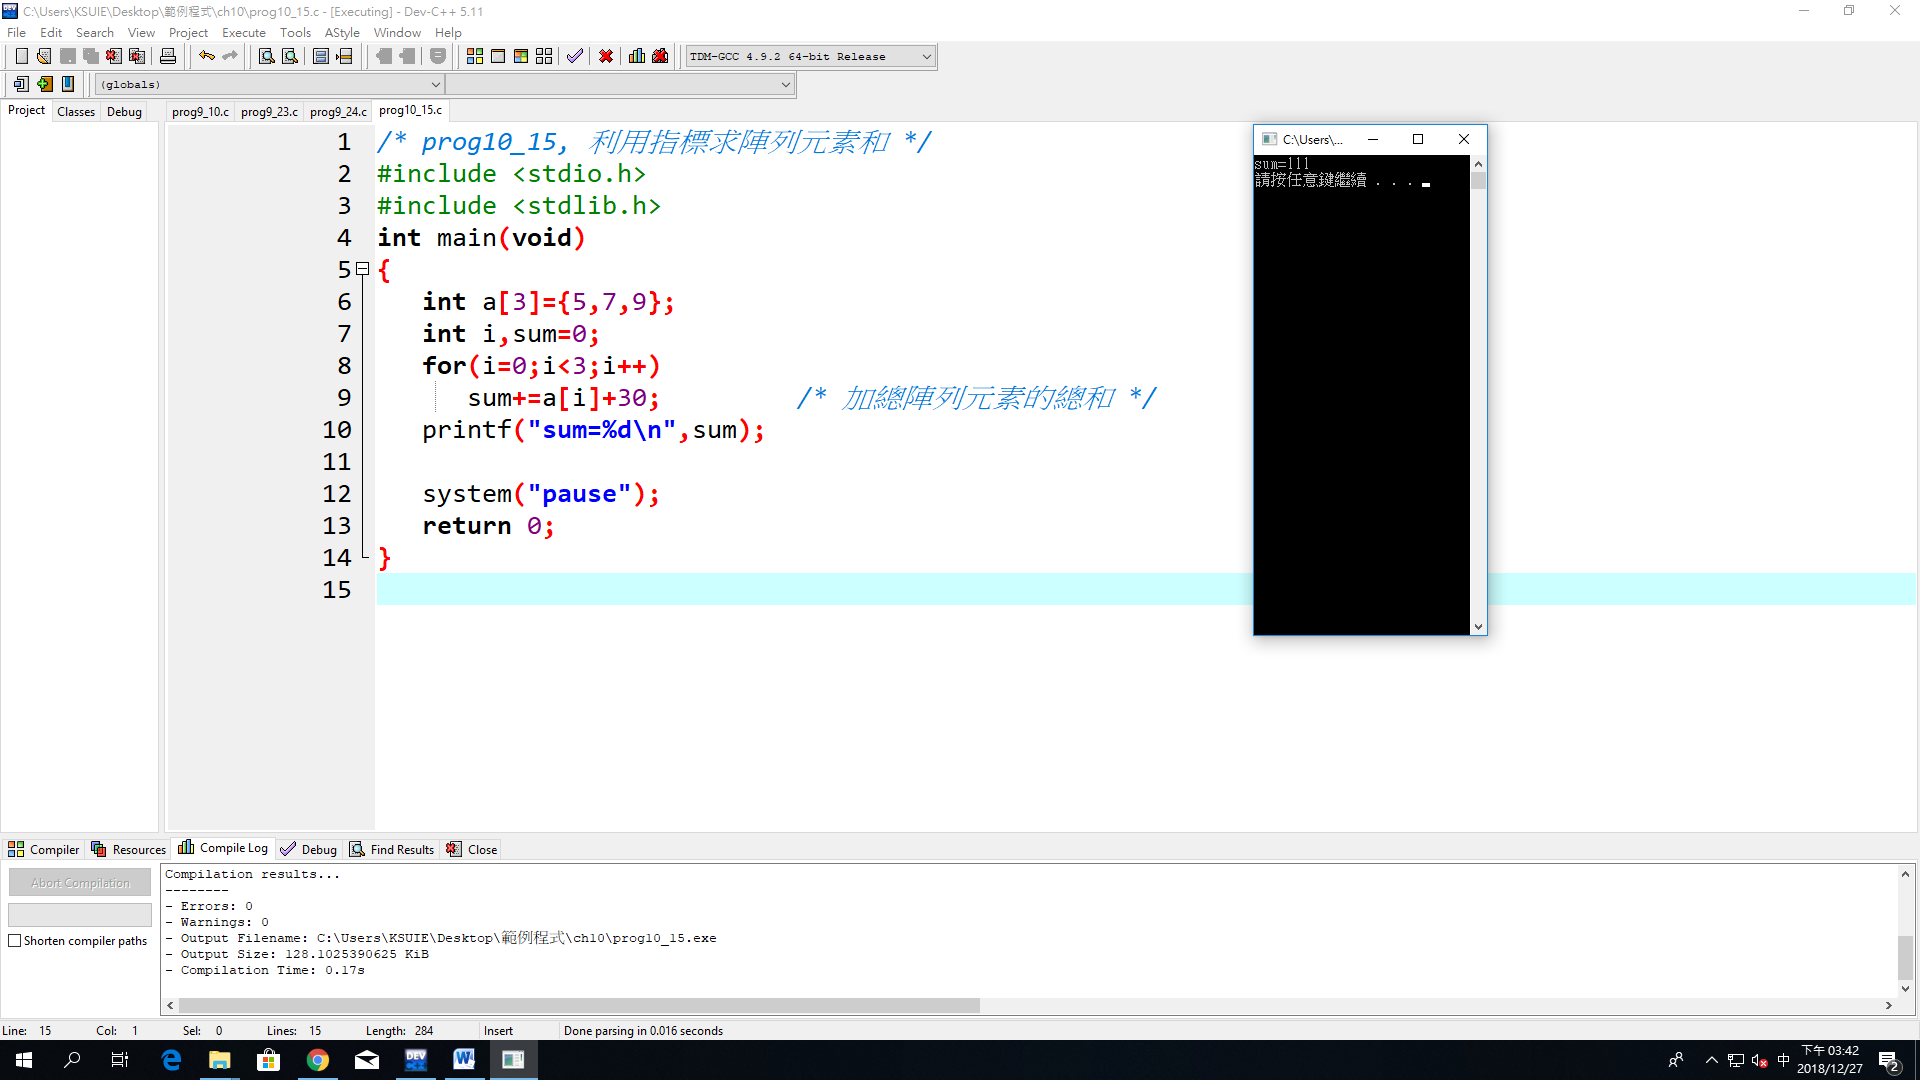 C:\Users\KSUIE\Desktop\範例程式\ch10\prog10_15.c - [Executing] - Dev-C++ 5.11
File Edit Search View Project Execute Tools AStyle Window Help
TDM-GCC 4.9.2 64-bit Release
(globals)
Project Classes Debug
prog9_10.c prog9_23.c prog9_24.c prog10_15.c
1 /* prog10_15, 利用指標求陣列元素和 */
2 #include <stdio.h>
3 #include <stdlib.h>
4 int main(void)
5 {
6 int a[3]={5,7,9};
7 int i,sum=0;
8 for(i=0;i<3;i++)
9 sum+=a[i]+30; /* 加總陣列元素的總和 */
10 printf("sum=%d\n",sum);
11
12 system("pause");
13 return 0;
14 }
15
C:\Users\...
sum=111
請按任意鍵繼續 . . .
Compiler Resources Compile Log Debug Find Results Close
Abort Compilation
Shorten compiler paths
Compilation results...
--------
- Errors: 0
- Warnings: 0
- Output Filename: C:\Users\KSUIE\Desktop\範例程式\ch10\prog10_15.exe
- Output Size: 128.1025390625 KiB
- Compilation Time: 0.17s
Line: 15 Col: 1 Sel: 0 Lines: 15 Length: 284 Insert Done parsing in 0.016 seconds
DEV
中
下午 03:42
2018/12/27
2